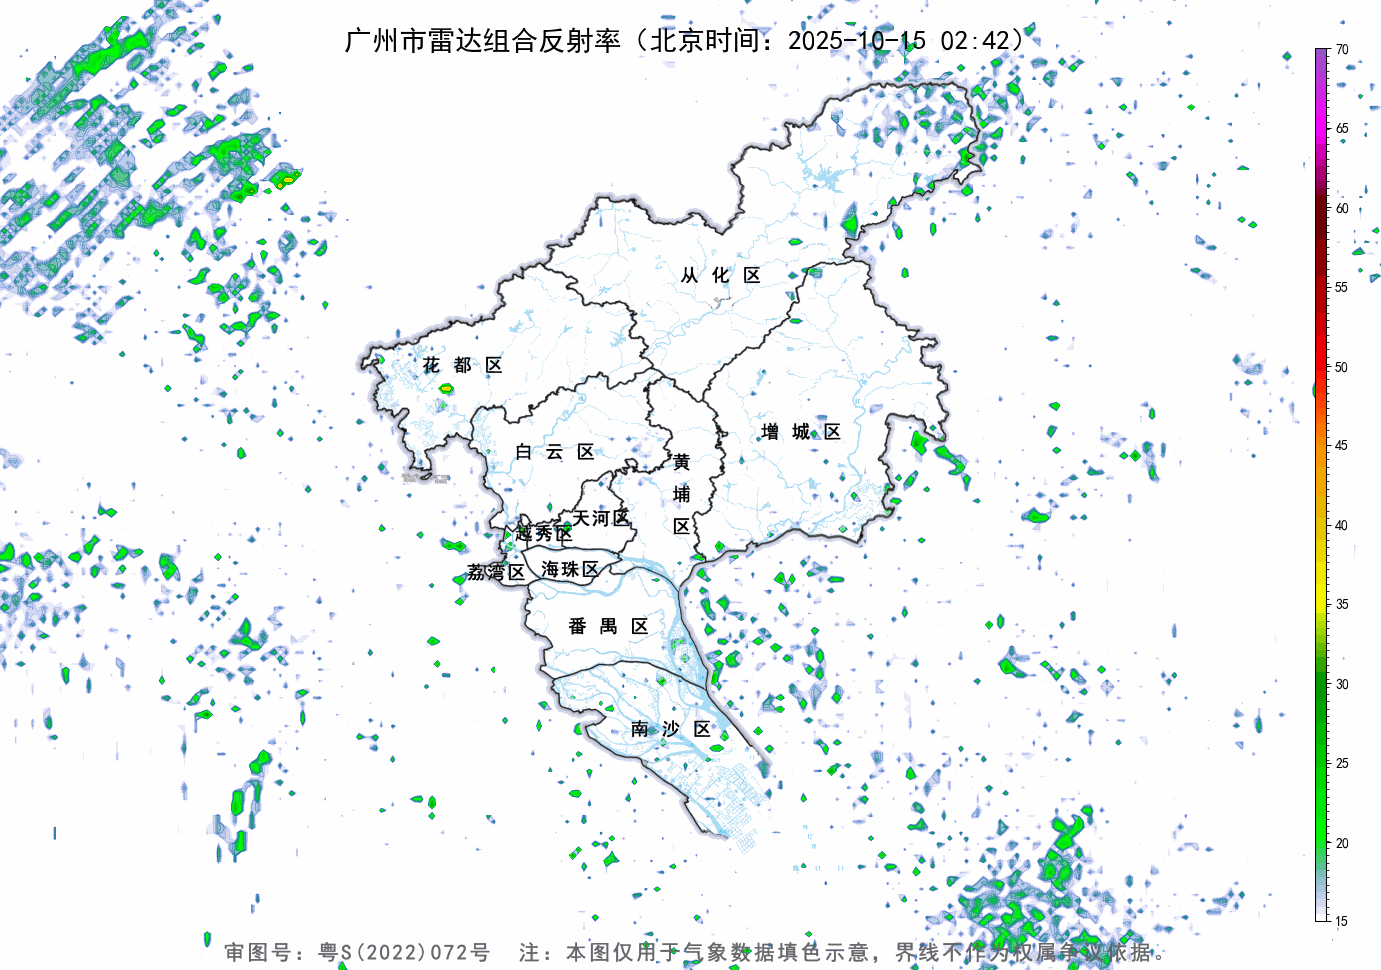 广州市雷达组合反射率（北京时间：2025-10-15 02:42）
70
65
60
55
50
45
40
35
30
25
20
15
从化区
花都区
增城区
白云区
黄埔区
天河区
越秀区
海珠区
荔湾区
番禺区
南沙区
审图号：粤S(2022)072号 注：本图仅用于气象数据填色示意，界线不作为权属争议依据。